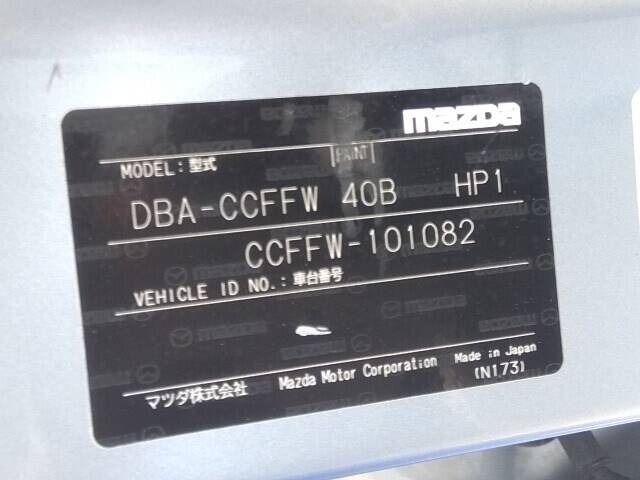 mazda
MODEL：型式 PAINT
DBA-CCFFW 40B HP1
CCFFW-101082
VEHICLE ID NO.：車台番号
マツダ株式会社 Mazda Motor Corporation Made in Japan
(N173)